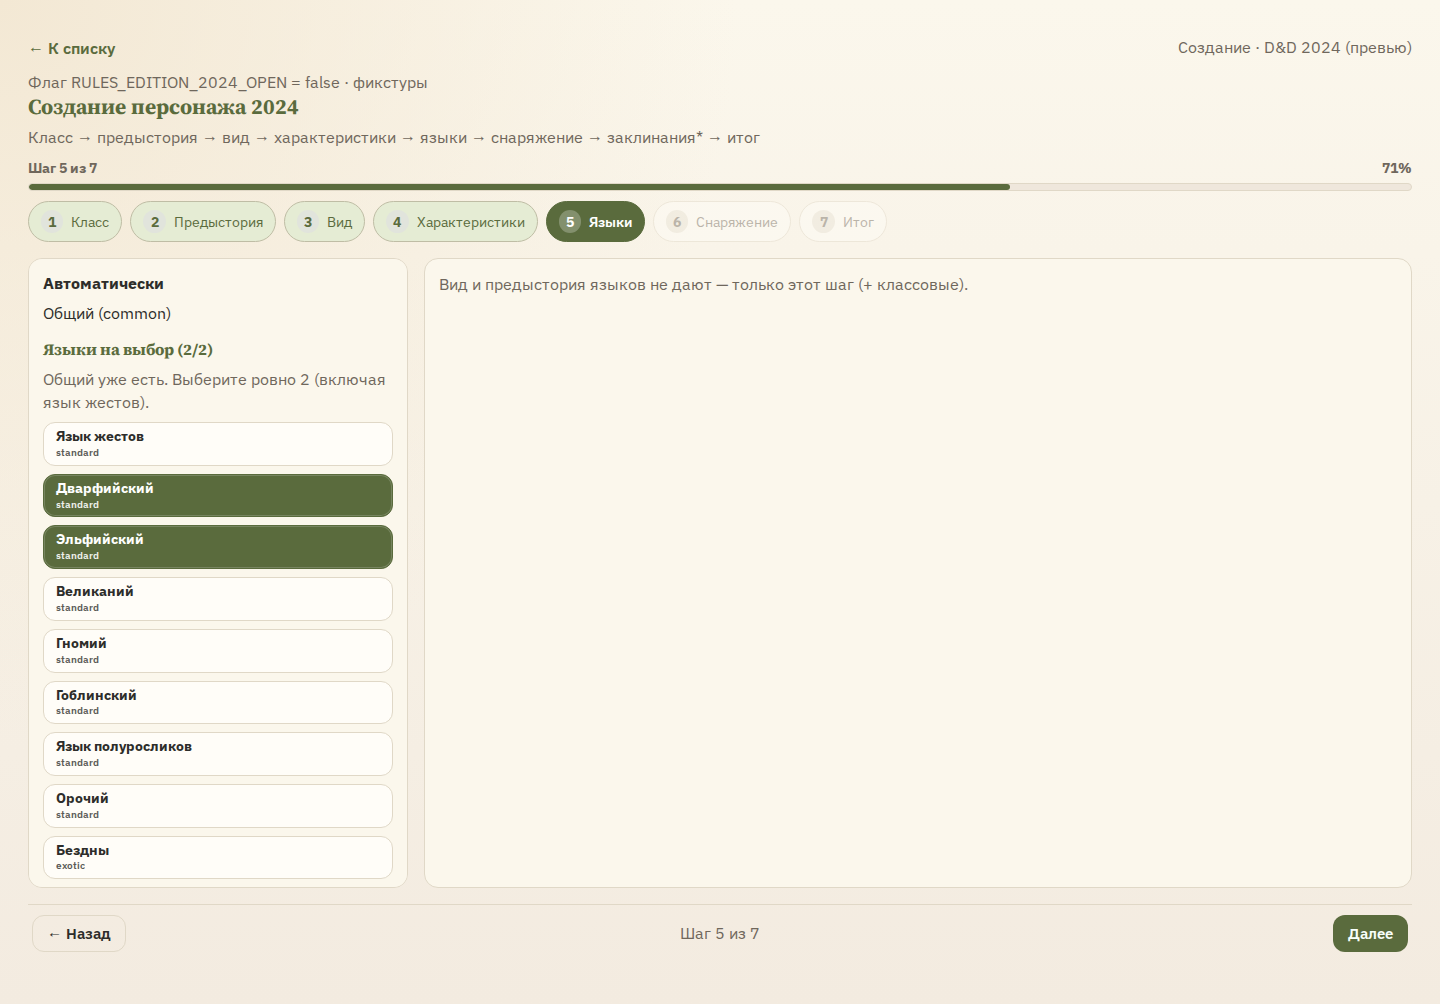 ← К списку
Создание · D&D 2024 (превью)
Флаг RULES_EDITION_2024_OPEN = false · фикстуры
Создание персонажа 2024
Класс → предыстория → вид → характеристики → языки → снаряжение → заклинания* → итог
Шаг 5 из 7
71%
1 Класс
2 Предыстория
3 Вид
4 Характеристики
5 Языки
6 Снаряжение
7 Итог
Автоматически
Общий (common)
Языки на выбор (2/2)
Общий уже есть. Выберите ровно 2 (включая
язык жестов).
Язык жестов
standard
Дварфийский
standard
Эльфийский
standard
Великаний
standard
Гномий
standard
Гоблинский
standard
Язык полуросликов
standard
Орочий
standard
Бездны
exotic
Вид и предыстория языков не дают — только этот шаг (+ классовые).
← Назад
Шаг 5 из 7
Далее